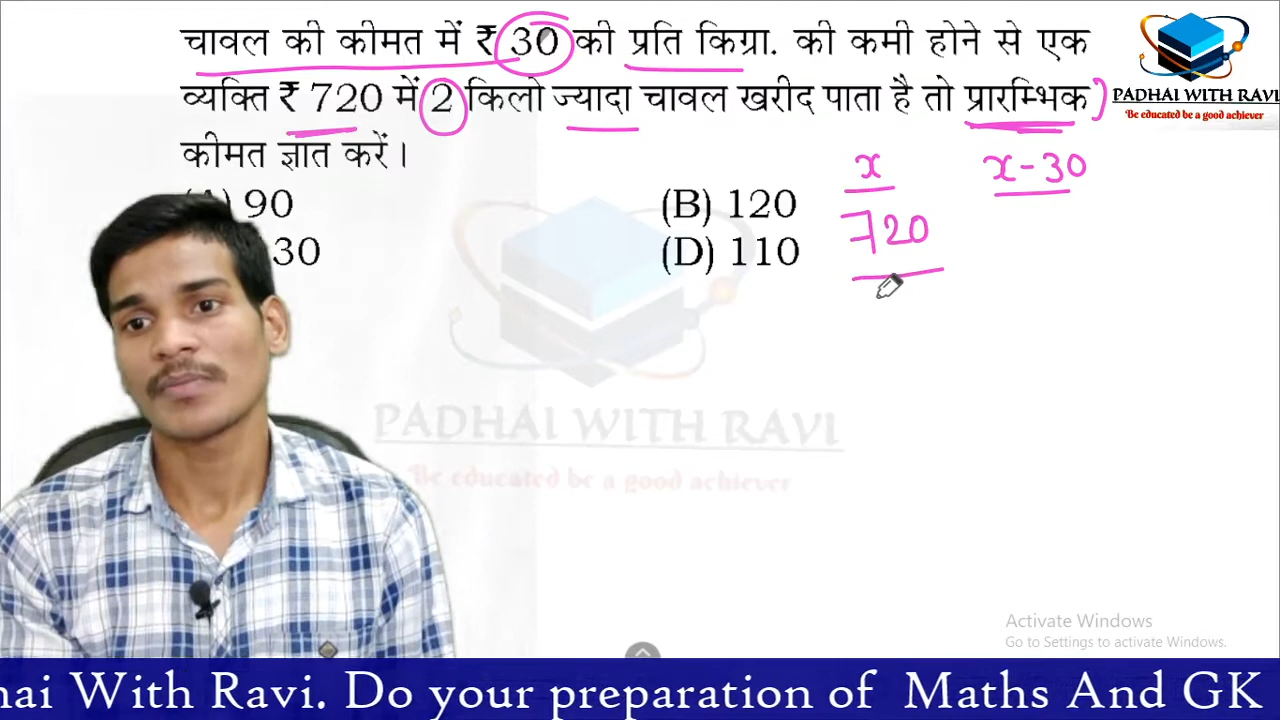 चावल की कीमत में ₹ 30 की प्रति किग्रा. की कमी होने से एक
व्यक्ति ₹ 720 में 2 किलो ज्यादा चावल खरीद पाता है तो प्रारम्भिक
कीमत ज्ञात करें।
PADHAI WITH RAVI
Be educated be a good achiever
x x-30
90 (B) 120
720
30 (D) 110
PADHAI WITH RAVI
Be educated be a good achiever
Activate Windows
Go to Settings to activate Windows.
hai With Ravi. Do your preparation of Maths And GK